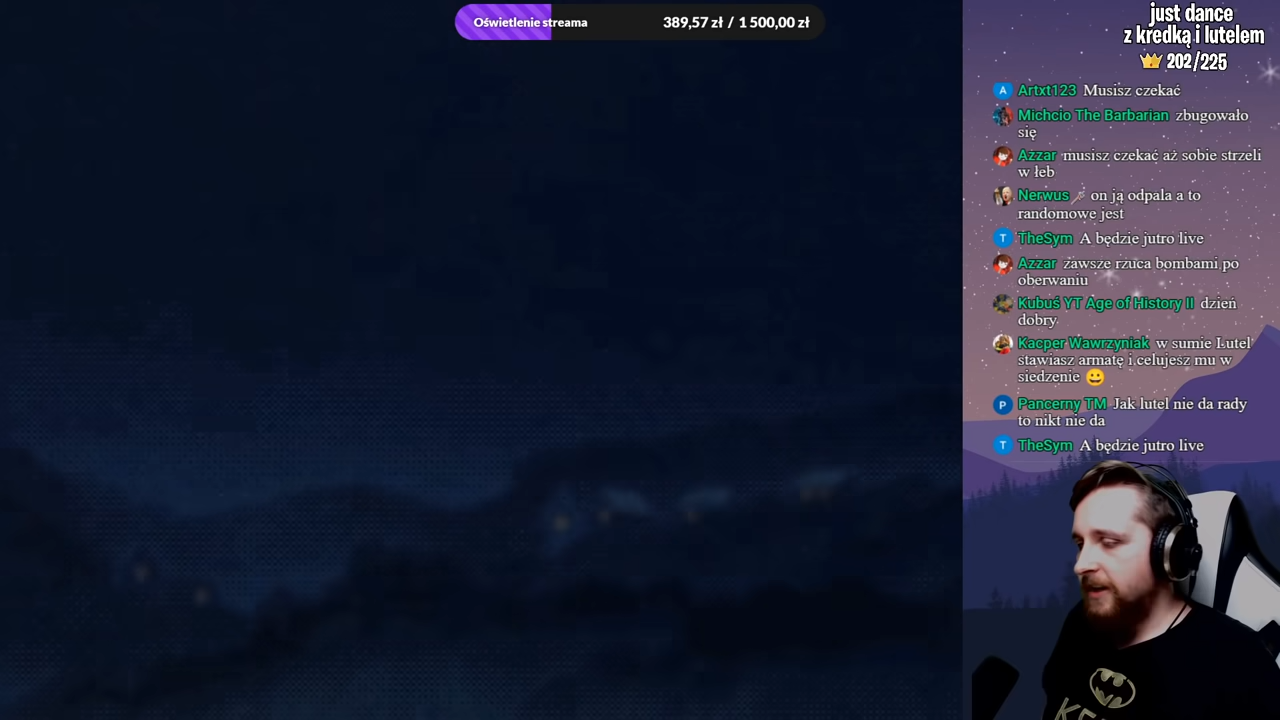 Oświetlenie streama 389,57 zł / 1 500,00 zł
just dance
z kredką i lutelem
202/225
A Artxt123 Musisz czekać
Michcio The Barbarian zbugowało
się
Azzar musisz czekać aż sobie strzeli
w łeb
Nerwus on ją odpala a to
randomowe jest
T TheSym A będzie jutro live
Azzar zawsze rzuca bombami po
oberwaniu
Kubuś YT Age of History II dzień
dobry
Kacper Wawrzyniak w sumie Lutel
stawiasz armatę i celujesz mu w
siedzenie 😀
P Pancerny TM Jak lutel nie da rady
to nikt nie da
T TheSym A będzie jutro live